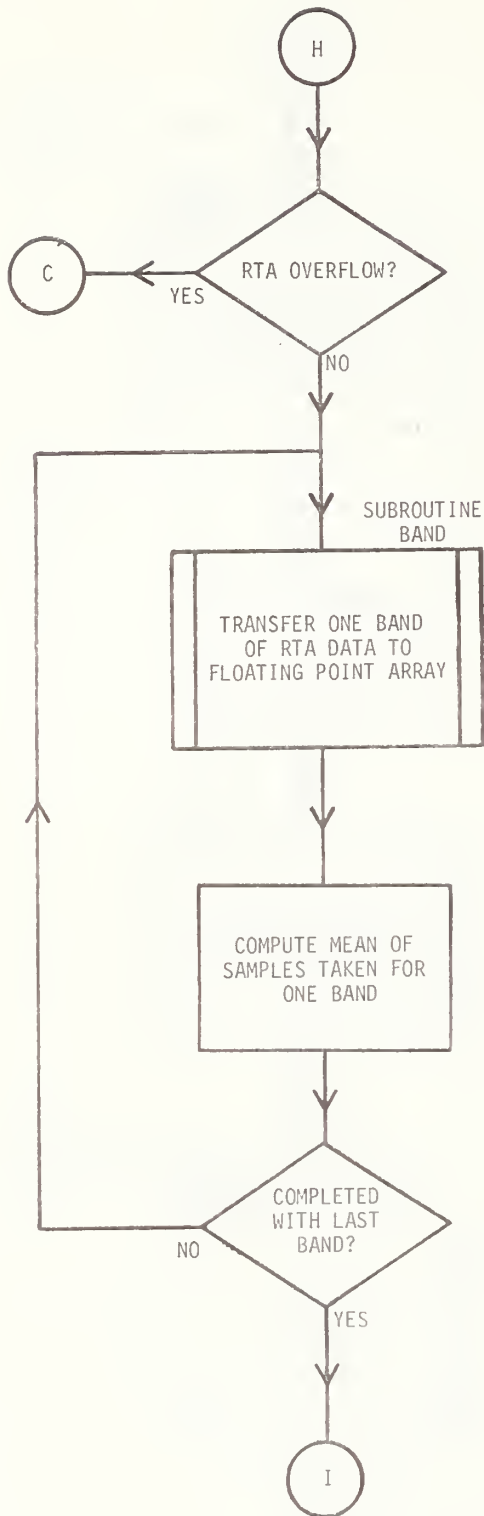 H
RTA OVERFLOW?
C
YES
NO
SUBROUTINE
BAND
TRANSFER ONE BAND
OF RTA DATA TO
FLOATING POINT ARRAY
COMPUTE MEAN OF
SAMPLES TAKEN FOR
ONE BAND
COMPLETED
WITH LAST
BAND?
NO
YES
I